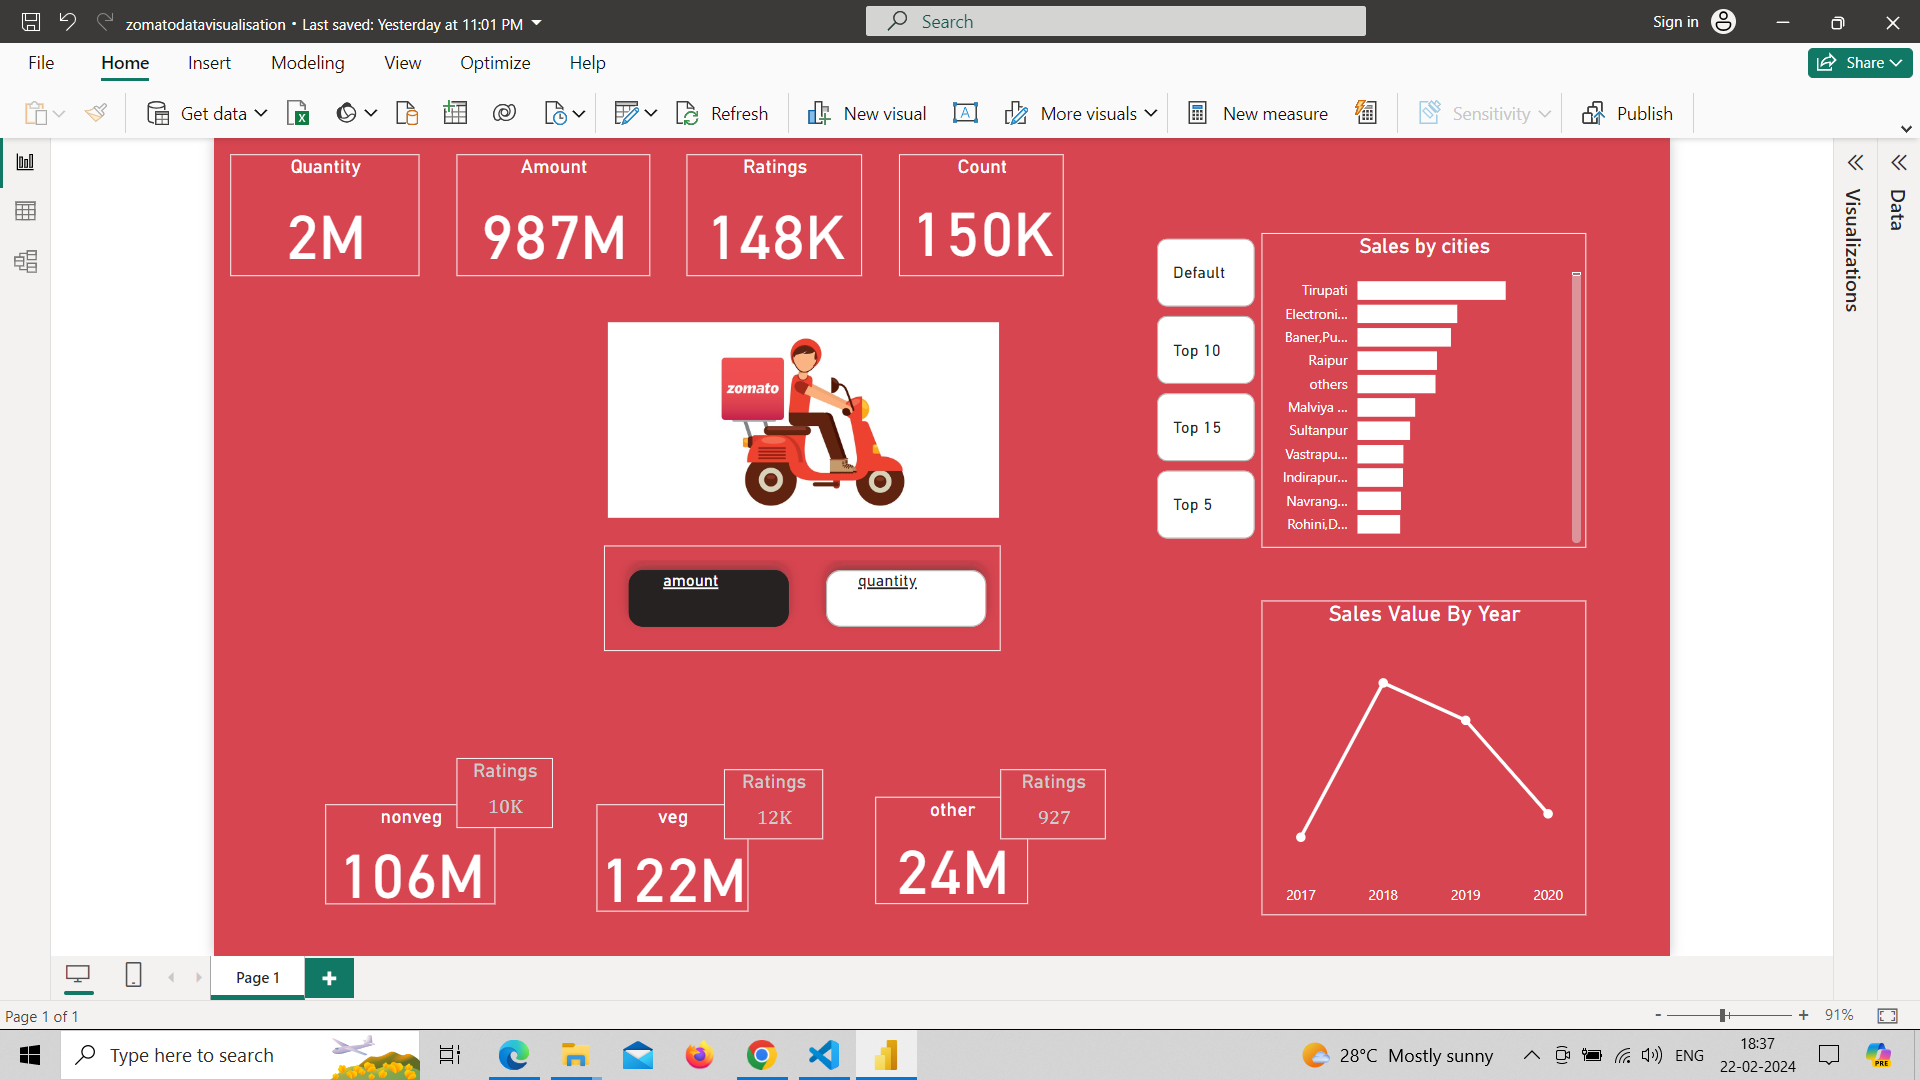 zomatodatavisualisation • Last saved: Yesterday at 11:01 PM
Search
Sign in
File Home Insert Modeling View Optimize Help
Share
Get data
Refresh
New visual
A
More visuals
New measure
Sensitivity
Publish
Quantity
2M
Amount
987M
Ratings
148K
Count
150K
Default
Top 10
Top 15
Top 5
Sales by cities
Tirupati
Electroni...
Baner,Pu...
Raipur
others
Malviya ...
Sultanpur
Vastrapu...
Indirapur...
Navrang...
Rohini,D...
zomato
amount
quantity
Sales Value By Year
2017 2018 2019 2020
nonveg
106M
Ratings
10K
veg
122M
Ratings
12K
other
24M
Ratings
927
Visualizations
Data
Page 1
Page 1 of 1
- + 91%
Type here to search
28°C Mostly sunny
ENG
18:37
22-02-2024
PRE